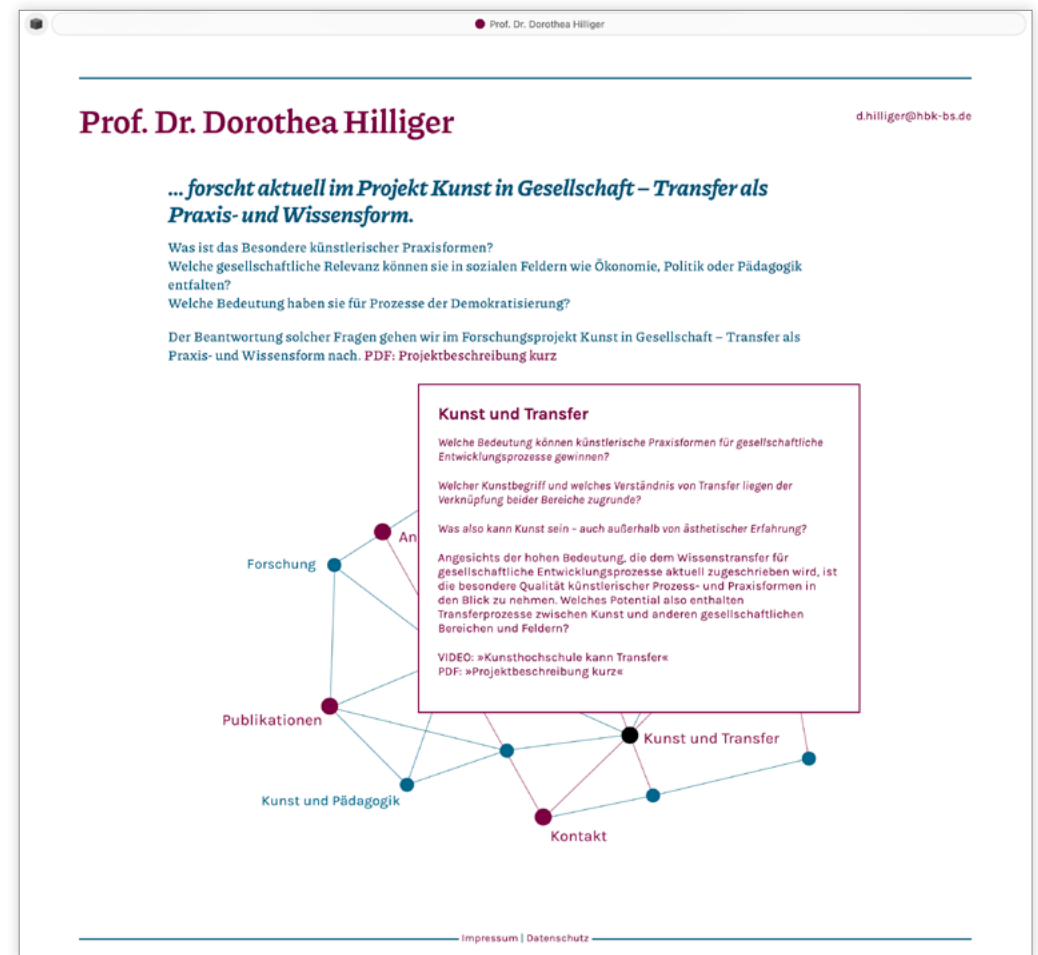 Prof. Dr. Dorothea Hilliger
Prof. Dr. Dorothea Hilliger
d.hilliger@hbk-bs.de
... forscht aktuell im Projekt Kunst in Gesellschaft – Transfer als
Praxis- und Wissensform.
Was ist das Besondere künstlerischer Praxisformen?
Welche gesellschaftliche Relevanz können sie in sozialen Feldern wie Ökonomie, Politik oder Pädagogik
entfalten?
Welche Bedeutung haben sie für Prozesse der Demokratisierung?
Der Beantwortung solcher Fragen gehen wir im Forschungsprojekt Kunst in Gesellschaft – Transfer als
Praxis- und Wissensform nach. PDF: Projektbeschreibung kurz
Kunst und Transfer
Welche Bedeutung können künstlerische Praxisformen für gesellschaftliche
Entwicklungsprozesse gewinnen?
Welcher Kunstbegriff und welches Verständnis von Transfer liegen der
Verknüpfung beider Bereiche zugrunde?
Was also kann Kunst sein – auch außerhalb von ästhetischer Erfahrung?
Angesichts der hohen Bedeutung, die dem Wissenstransfer für
gesellschaftliche Entwicklungsprozesse aktuell zugeschrieben wird, ist
die besondere Qualität künstlerischer Prozess- und Praxisformen in
den Blick zu nehmen. Welches Potential also enthalten
Transferprozesse zwischen Kunst und anderen gesellschaftlichen
Bereichen und Feldern?
VIDEO: »Kunsthochschule kann Transfer«
PDF: »Projektbeschreibung kurz«
An
Forschung
Publikationen
Kunst und Transfer
Kunst und Pädagogik
Kontakt
Impressum | Datenschutz